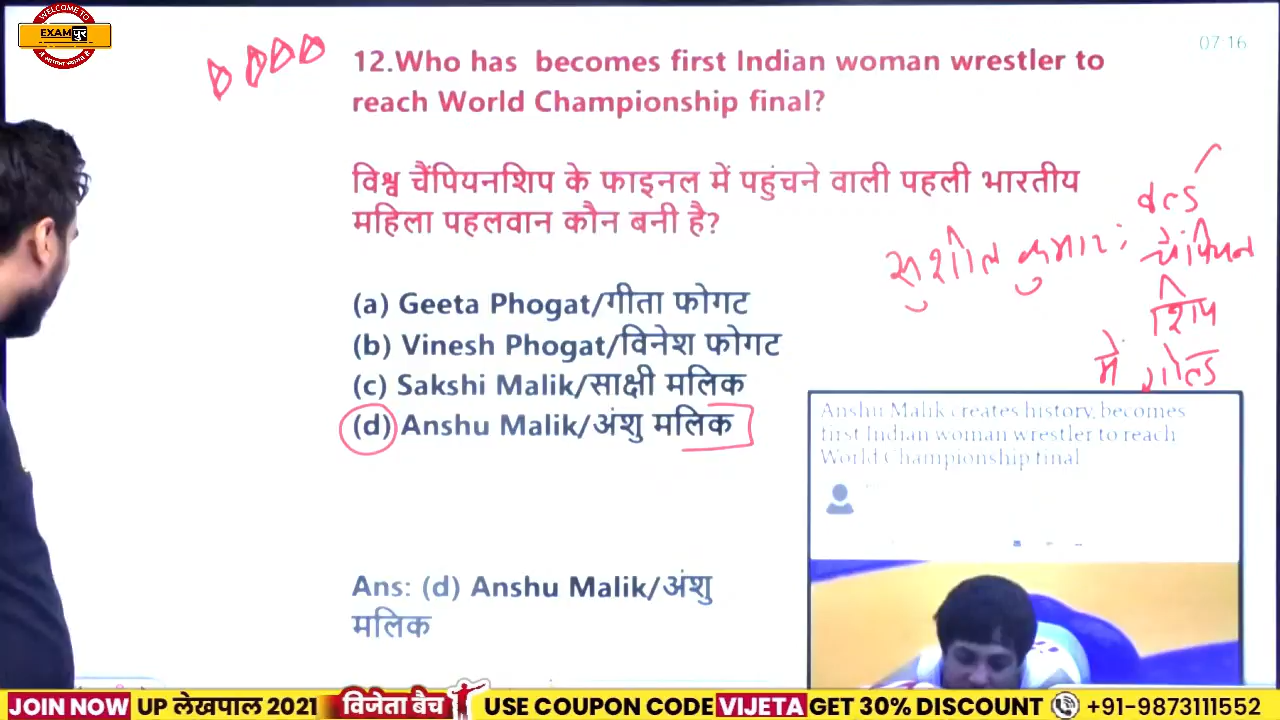 WELCOME TO
EXAM पुर
07:16
12.Who has becomes first Indian woman wrestler to
reach World Championship final?
विश्व चैंपियनशिप के फाइनल में पहुंचने वाली पहली भारतीय
महिला पहलवान कौन बनी है?
सुशील कुमार :
चैंपियन
शिप
में गोल्ड
(a) Geeta Phogat/गीता फोगट
(b) Vinesh Phogat/विनेश फोगट
(c) Sakshi Malik/साक्षी मलिक
(d) Anshu Malik/अंशु मलिक
Anshu Malik creates history, becomes
first Indian woman wrestler to reach
World Championship final
Ans: (d) Anshu Malik/अंशु
मलिक
JOIN NOW UP लेखपाल 2021 विजेता बैच USE COUPON CODE VIJETA GET 30% DISCOUNT +91-9873111552